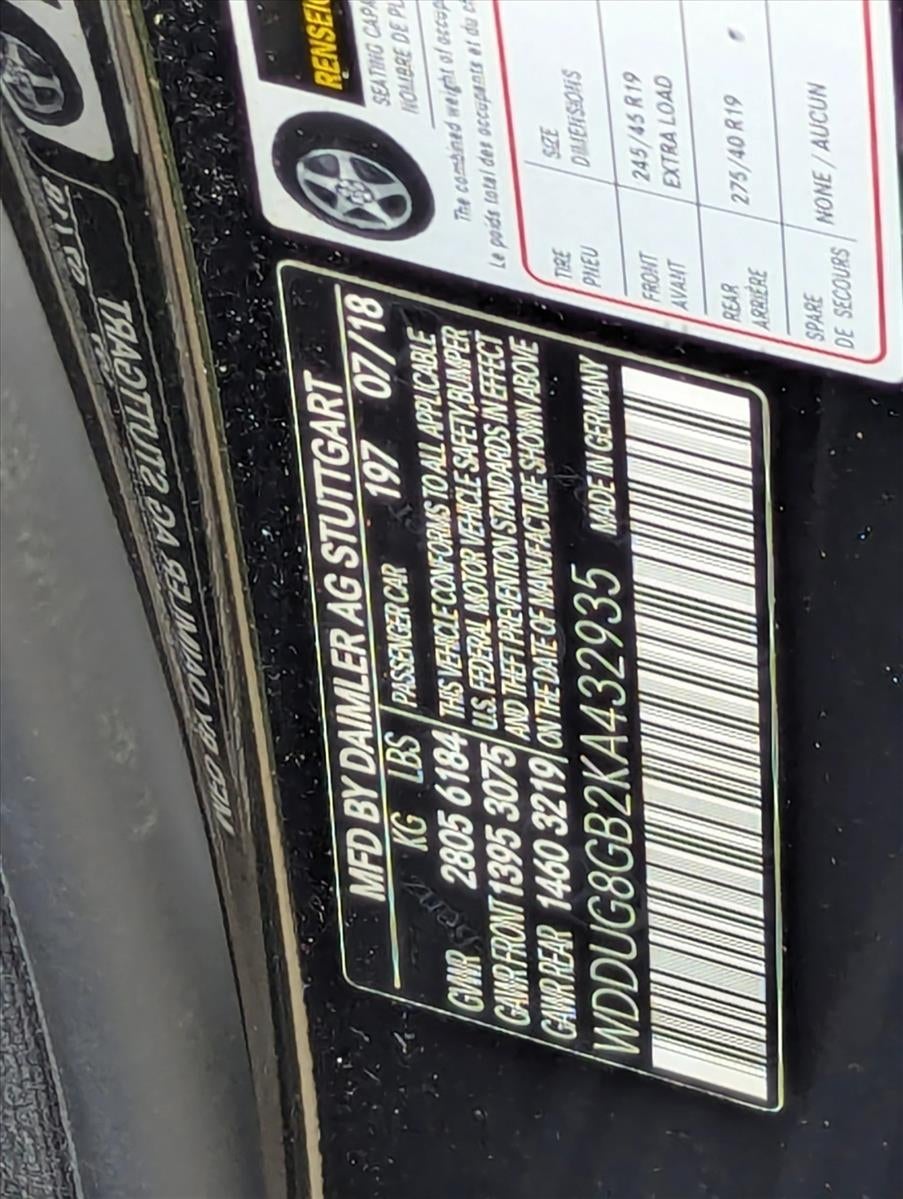 MFD BY DAIMLER AG STUTTGART
KG LBS 197 07/18
PASSENGER CAR
GVWR 2805 6184
GAWR FRONT 1395 3075
GAWR REAR 1460 3219
THIS VEHICLE CONFORMS TO ALL APPLICABLE
U.S. FEDERAL MOTOR VEHICLE SAFETY, BUMPER
AND THEFT PREVENTION STANDARDS IN EFFECT
ON THE DATE OF MANUFACTURE SHOWN ABOVE
WDDUG8GB2KA432935 MADE IN GERMANY
RENSEIG
SEATING CAPA
NOMBRE DE PL
The combined weight of occup
Le poids total des occupants et du c
TIRE SIZE
PNEU DIMENSIONS
FRONT 245/45 R19
AVANT EXTRA LOAD
REAR 275/40 R19
ARRIÈRE
SPARE NONE / AUCUN
DE SECOURS